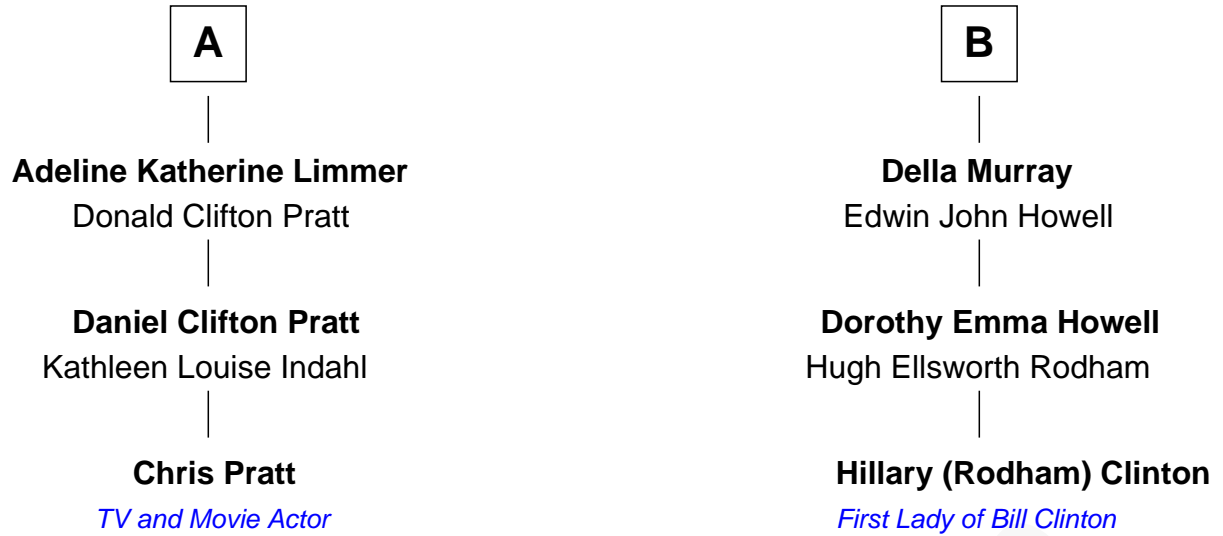 A
Adeline Katherine Limmer
Donald Clifton Pratt
Daniel Clifton Pratt
Kathleen Louise Indahl
Chris Pratt
TV and Movie Actor
B
Della Murray
Edwin John Howell
Dorothy Emma Howell
Hugh Ellsworth Rodham
Hillary (Rodham) Clinton
First Lady of Bill Clinton